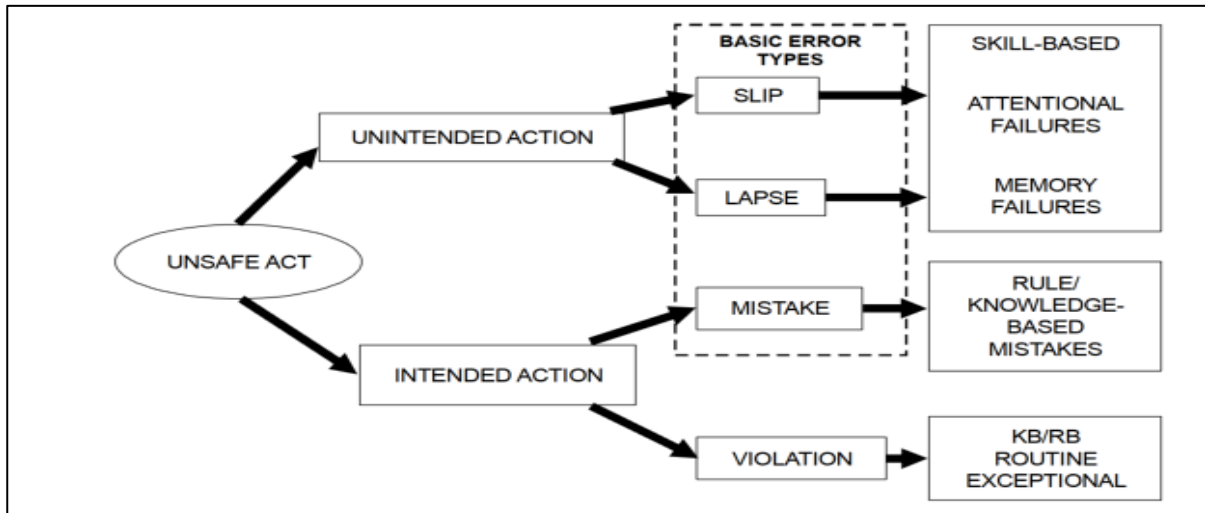 BASIC ERROR
TYPES
SKILL-BASED
SLIP
ATTENTIONAL
FAILURES
UNINTENDED ACTION
LAPSE
MEMORY
FAILURES
UNSAFE ACT
MISTAKE
RULE/
KNOWLEDGE-
BASED
MISTAKES
INTENDED ACTION
VIOLATION
KB/RB
ROUTINE
EXCEPTIONAL